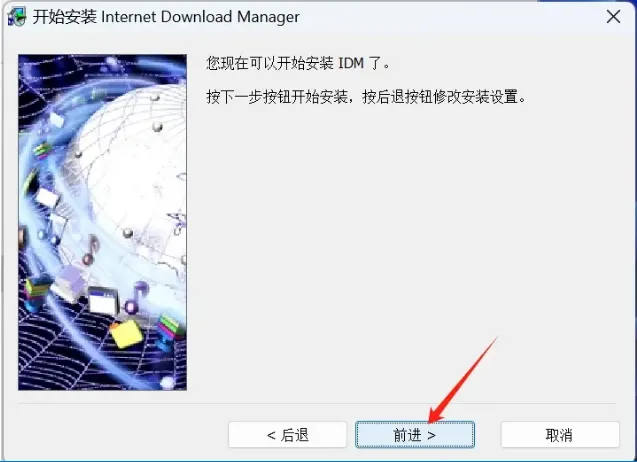 开始安装 Internet Download Manager
您现在可以开始安装 IDM 了。
按下一步按钮开始安装，按后退按钮修改安装设置。
< 后退
前进 >
取消